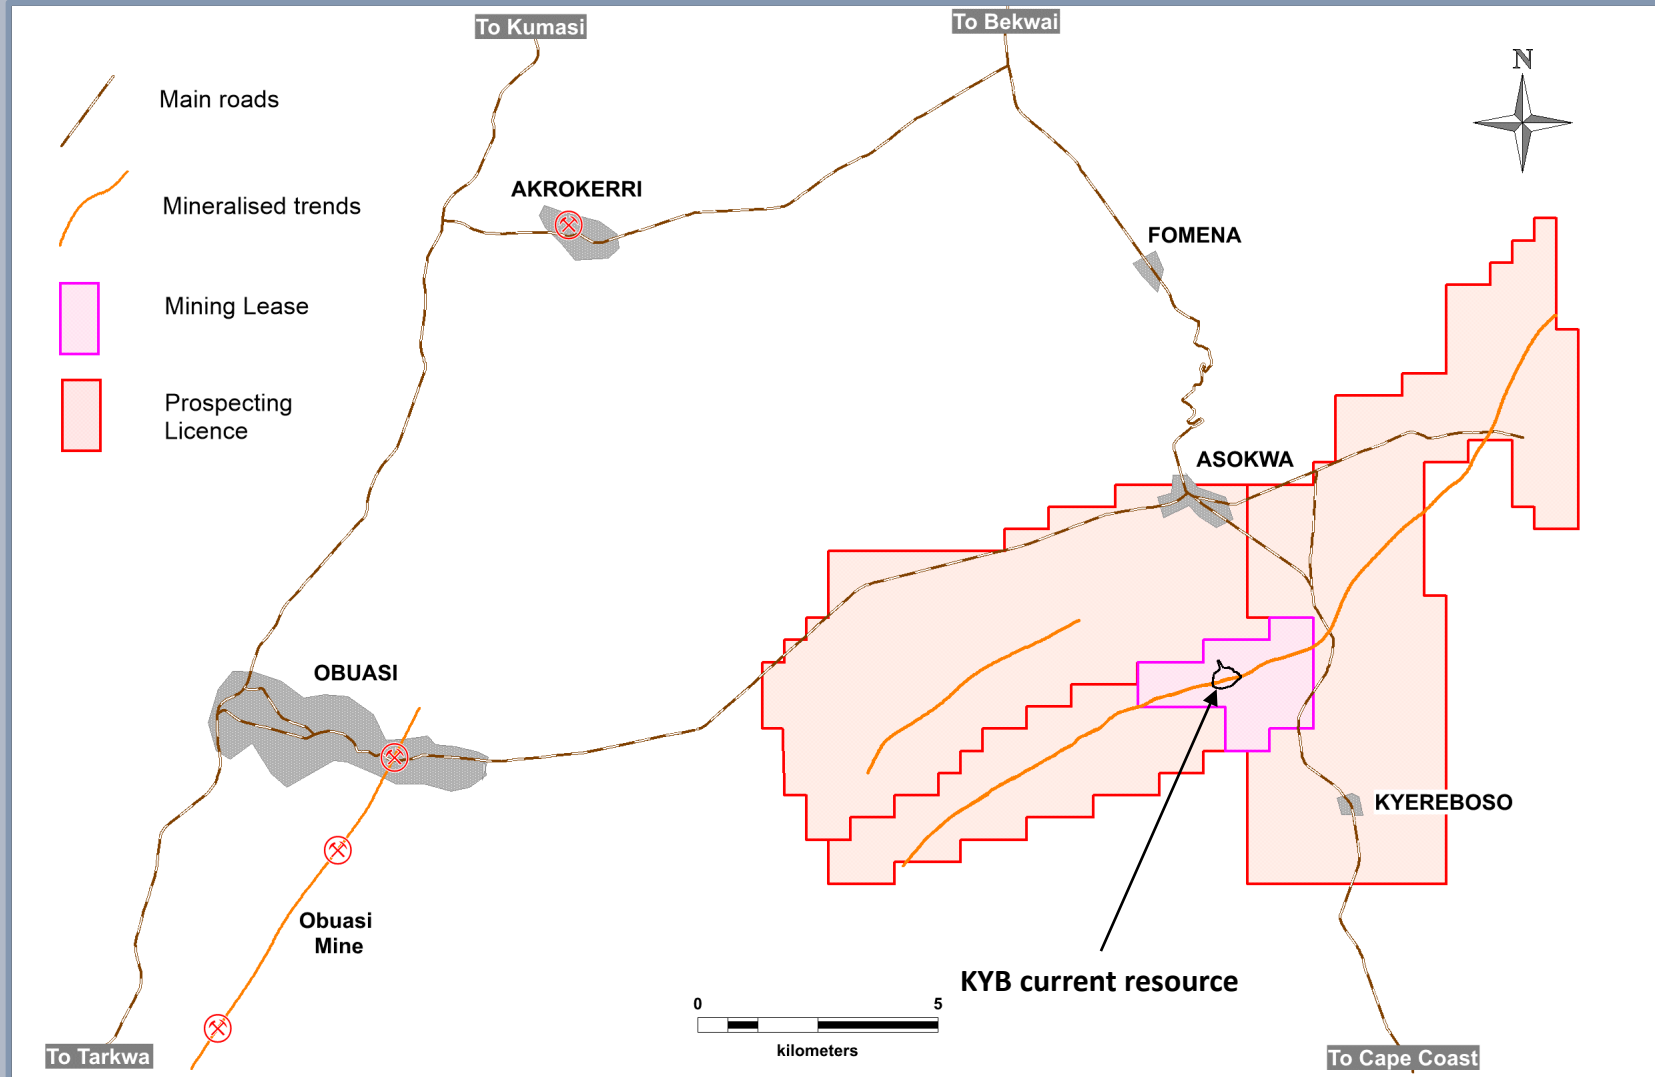 To Kumasi
To Bekwai
N
Main roads
AKROKERRI
Mineralised trends
FOMENA
Mining Lease
Prospecting
Licence
ASOKWA
OBUASI
KYEREBOSO
Obuasi
Mine
KYB current resource
0 5
kilometers
To Tarkwa
To Cape Coast